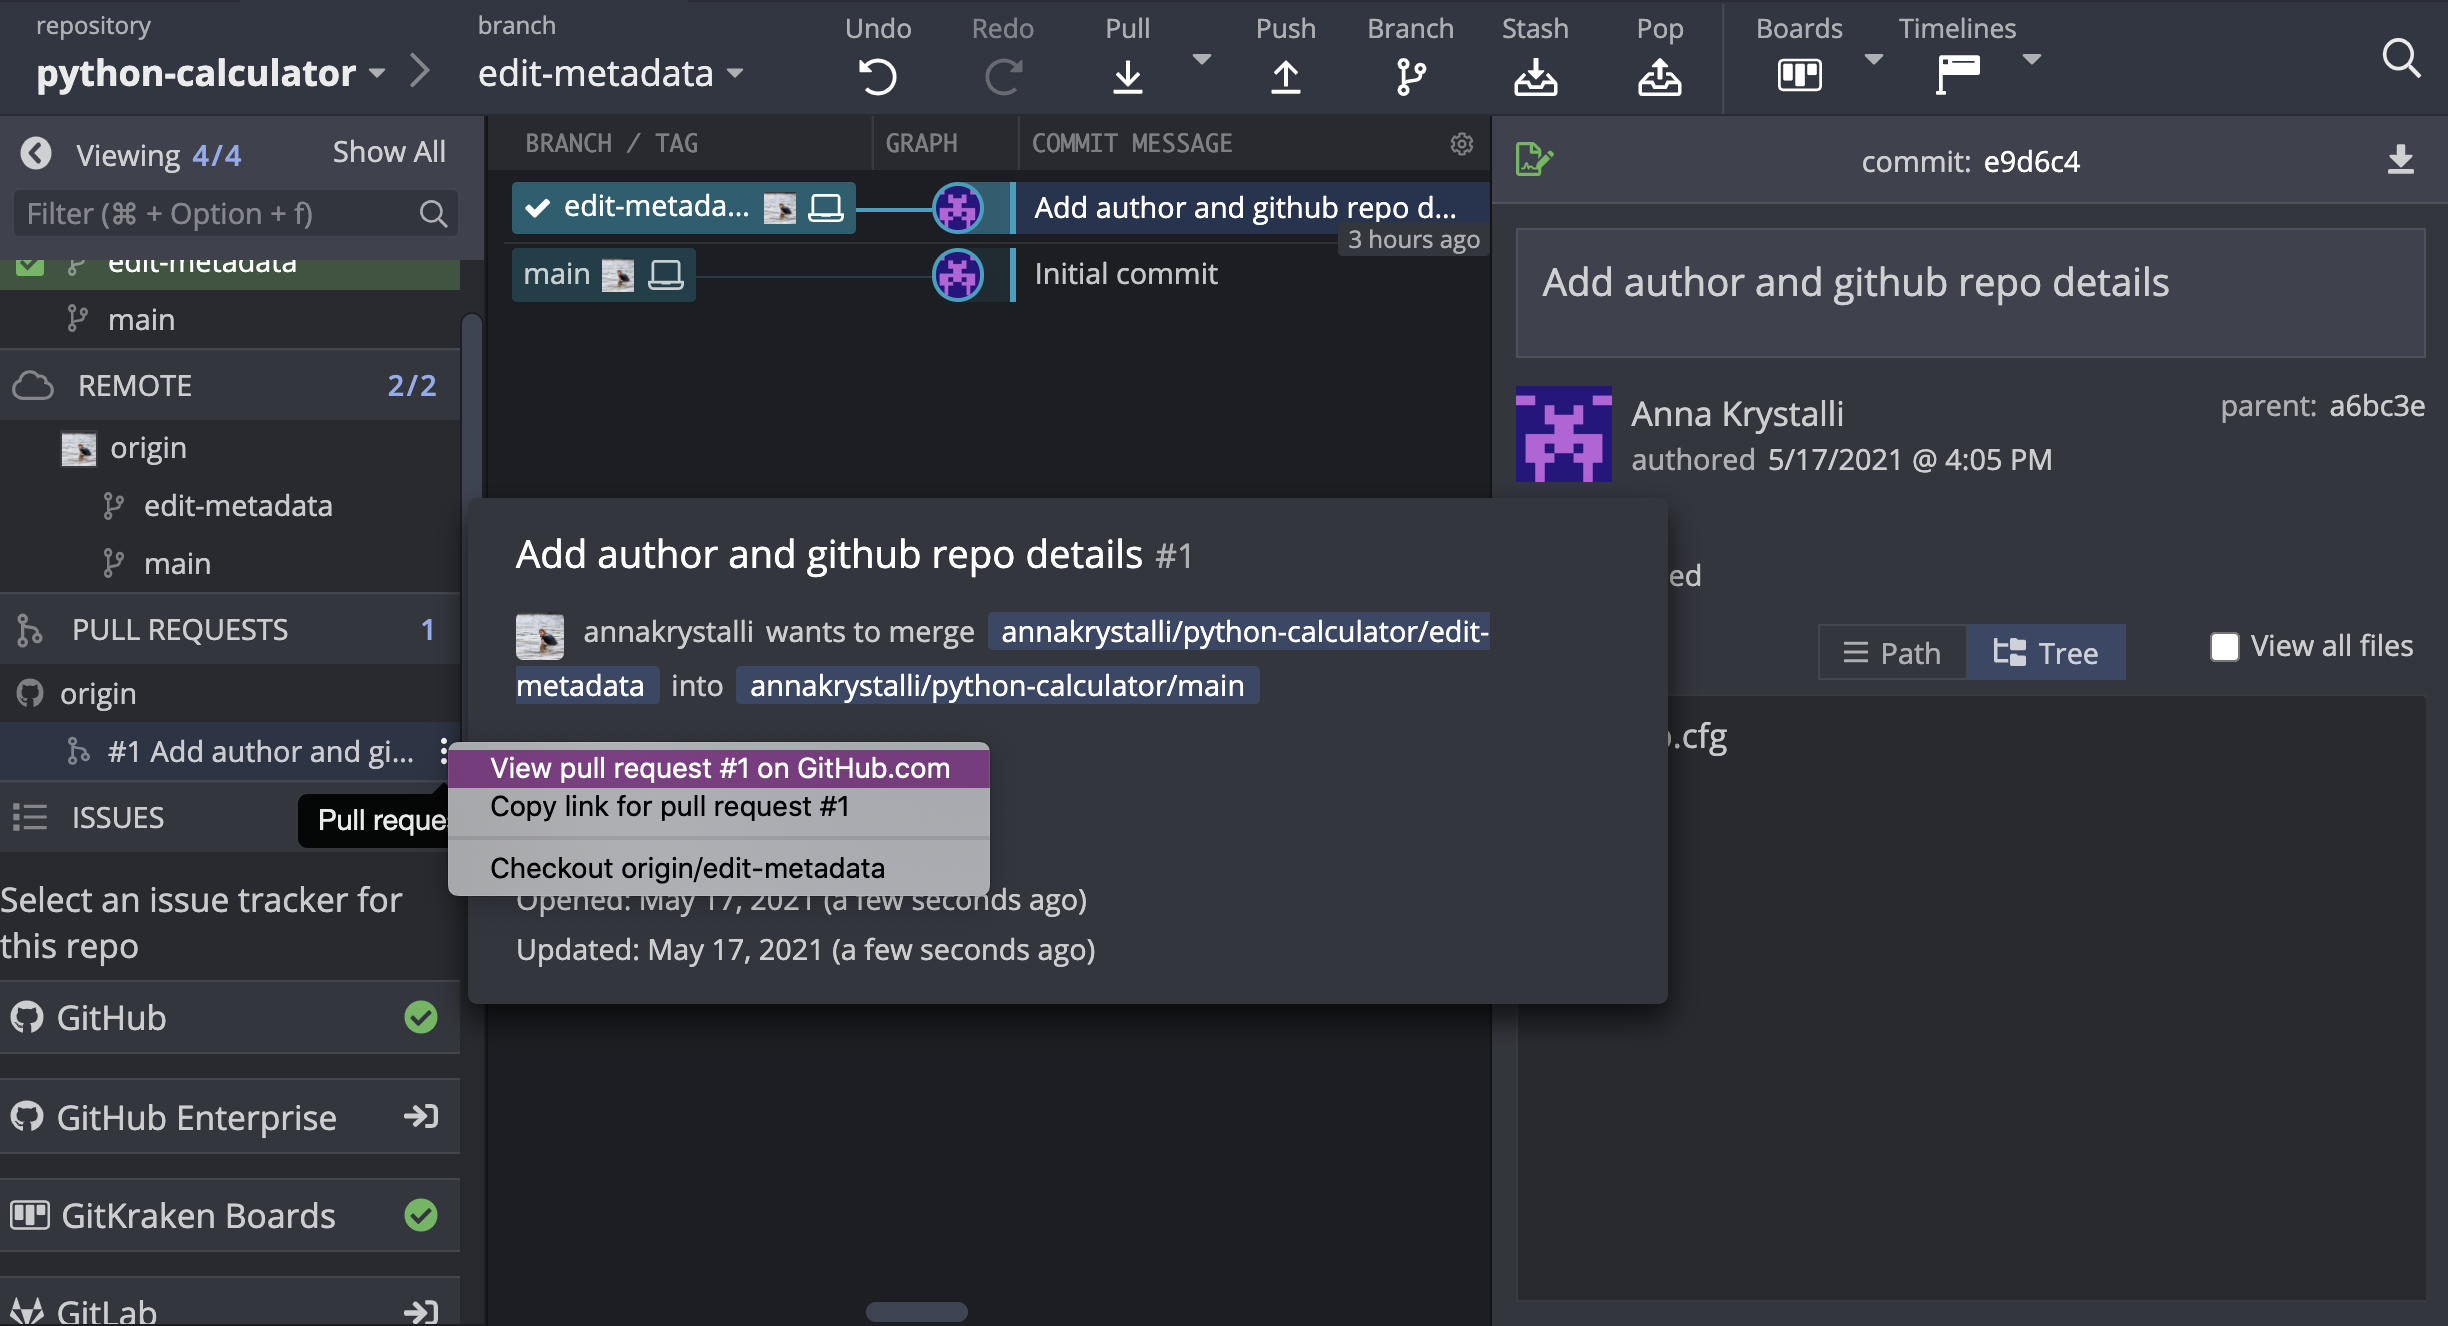 repository
python-calculator
branch
edit-metadata
Undo
Redo
Pull
Push
Branch
Stash
Pop
Boards
Timelines
Viewing 4/4
Show All
Filter (⌘ + Option + f)
edit-metadata
main
REMOTE 2/2
origin
edit-metadata
main
PULL REQUESTS 1
origin
#1 Add author and gi...
ISSUES
Pull reque
Select an issue tracker for
this repo
GitHub
GitHub Enterprise
GitKraken Boards
GitLab
BRANCH / TAG
GRAPH
COMMIT MESSAGE
edit-metada...
Add author and github repo d...
3 hours ago
main
Initial commit
Add author and github repo details #1
annakrystalli wants to merge annakrystalli/python-calculator/edit-
metadata into annakrystalli/python-calculator/main
View pull request #1 on GitHub.com
Copy link for pull request #1
Checkout origin/edit-metadata
Opened: May 17, 2021 (a few seconds ago)
Updated: May 17, 2021 (a few seconds ago)
commit: e9d6c4
Add author and github repo details
Anna Krystalli
authored 5/17/2021 @ 4:05 PM
parent: a6bc3e
ed
Path
Tree
View all files
.cfg